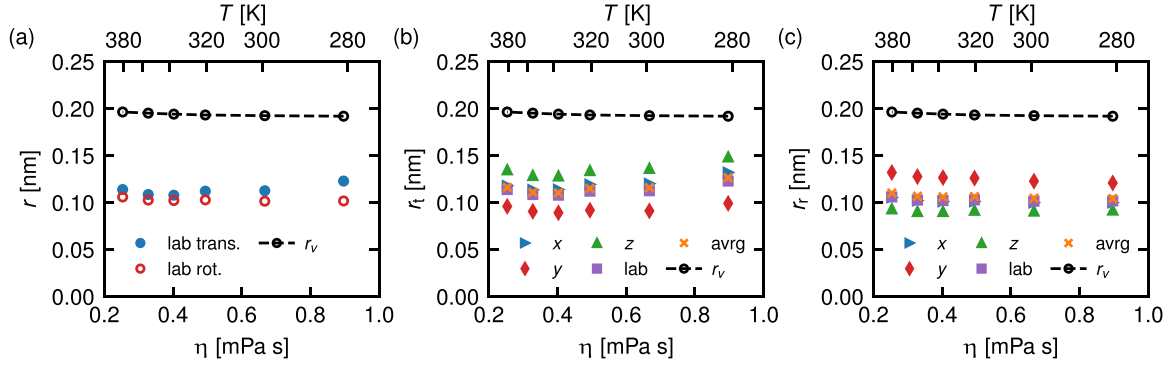 (a)
T [K]
380 320 300 280
0.25
0.20
0.15
0.10
0.05
0.00
r [nm]
lab trans. r_v
lab rot.
0.2 0.4 0.6 0.8 1.0
η [mPa s]
(b)
T [K]
380 320 300 280
0.25
0.20
0.15
0.10
0.05
0.00
r_t [nm]
x z avrg
y lab r_v
0.2 0.4 0.6 0.8 1.0
η [mPa s]
(c)
T [K]
380 320 300 280
0.25
0.20
0.15
0.10
0.05
0.00
r_r [nm]
x z avrg
y lab r_v
0.2 0.4 0.6 0.8 1.0
η [mPa s]